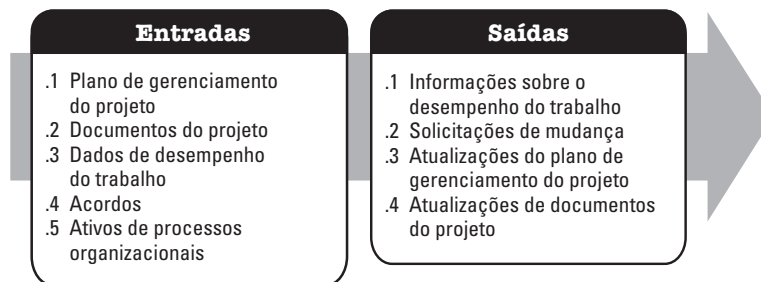 Entradas
.1 Plano de gerenciamento
do projeto
.2 Documentos do projeto
.3 Dados de desempenho
do trabalho
.4 Acordos
.5 Ativos de processos
organizacionais
Saídas
.1 Informações sobre o
desempenho do trabalho
.2 Solicitações de mudança
.3 Atualizações do plano de
gerenciamento do projeto
.4 Atualizações de documentos
do projeto